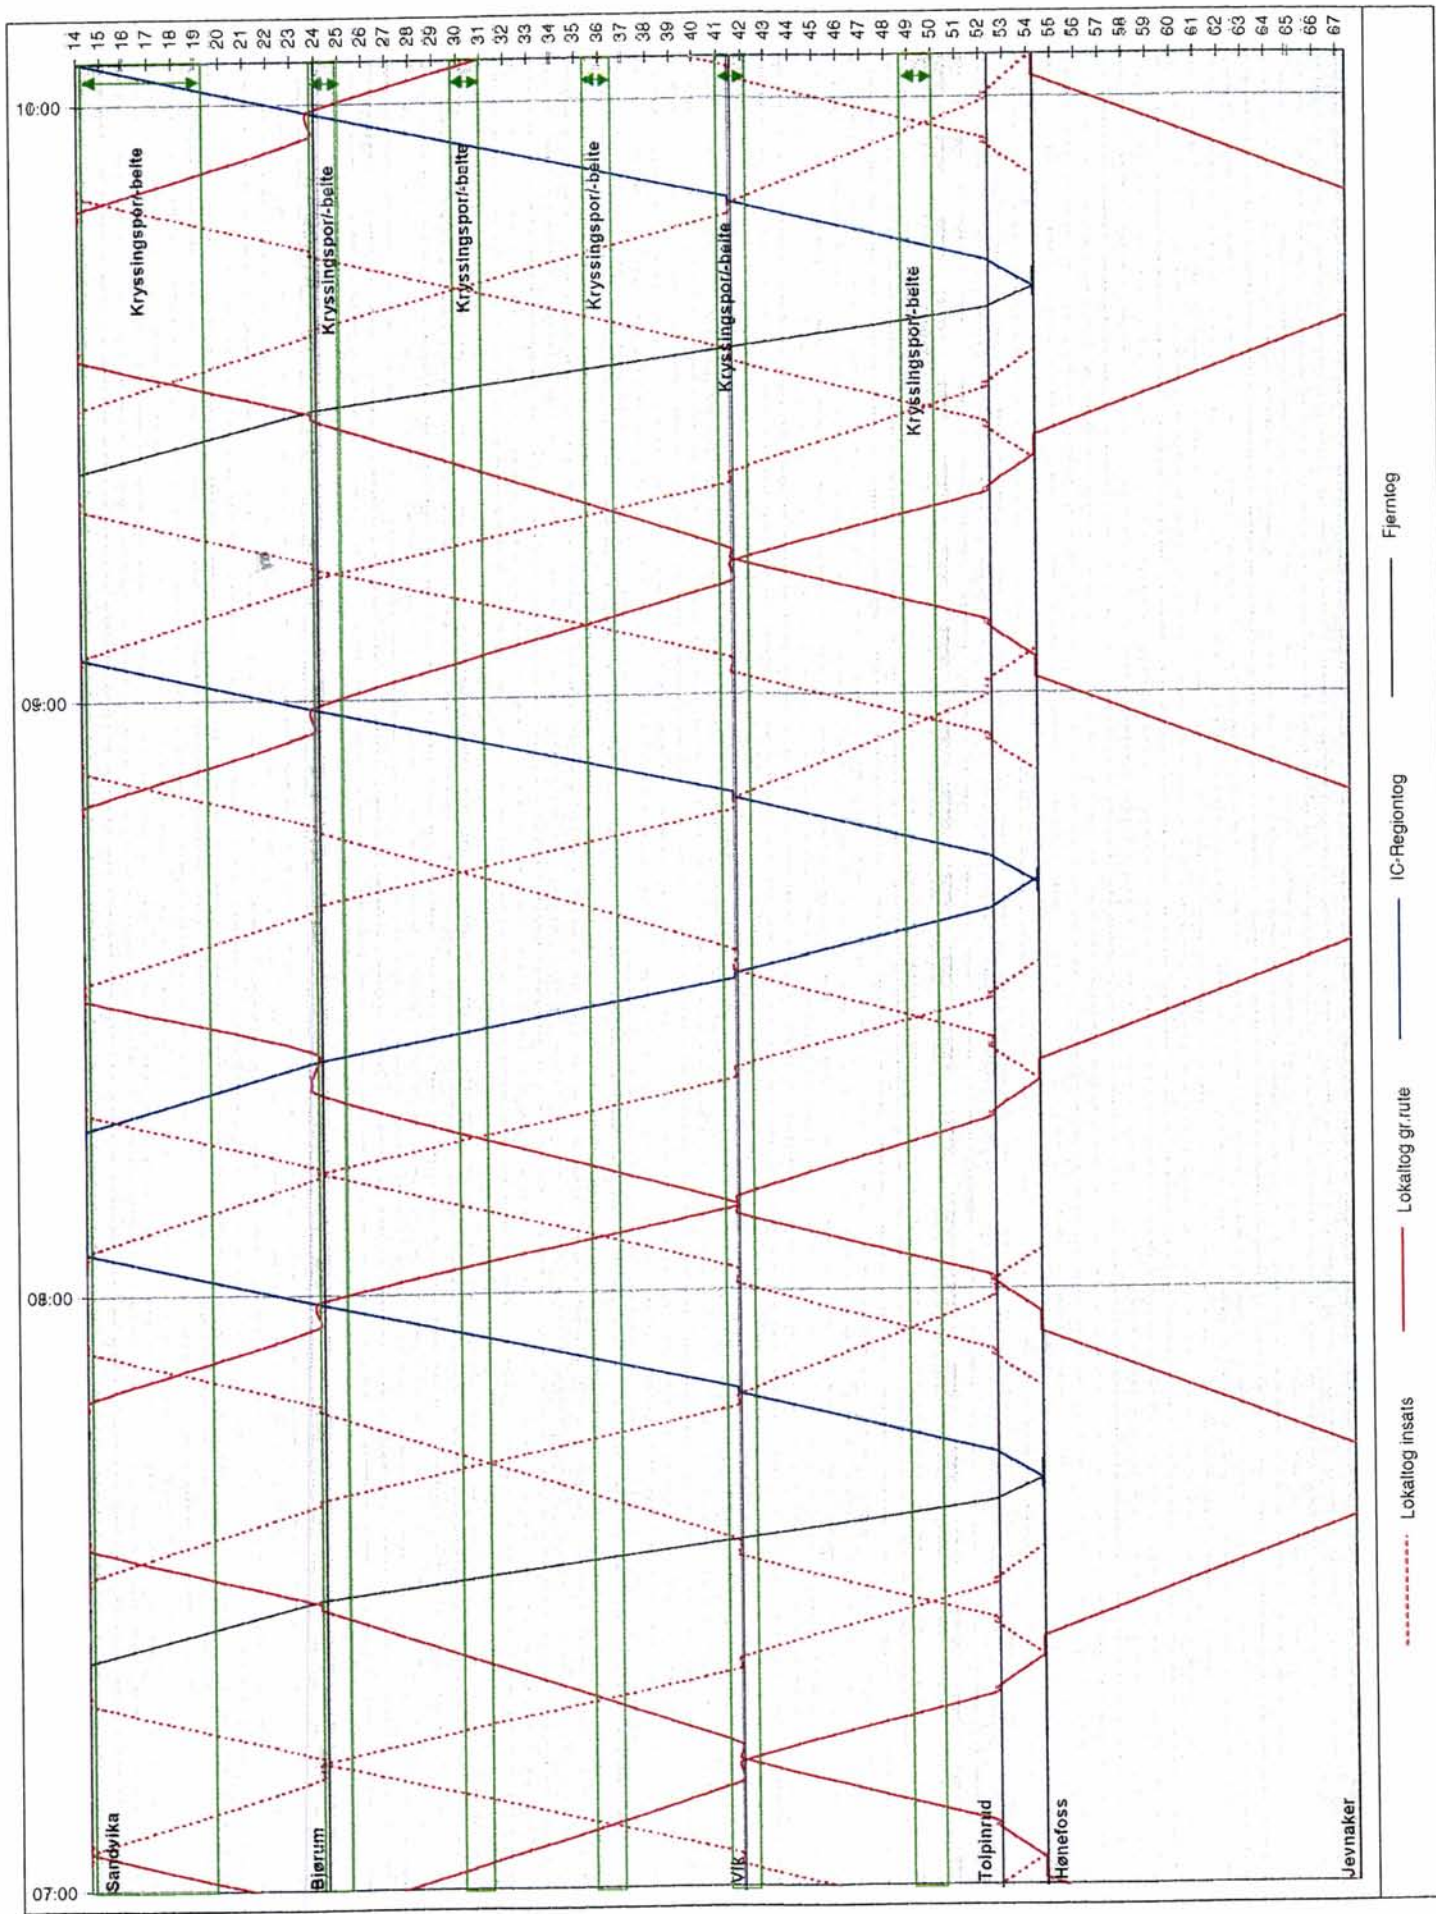 14 15 16 17 18 19 20 21 22 23 24 25 26 27 28 29 30 31 32 33 34 35 36 37 38 39 40 41 42 43 44 45 46 47 48 49 50 51 52 53 54 55 56 57 58 59 60 61 62 63 64 65 66 67
10:00
09:00
08:00
07:00
Kryssingspor/-belte
Kryssingspor/-belte
Kryssingspor/-belte
Kryssingspor/-belte
Kryssingspor/-belte
Kryssingspor/-belte
Sandvika
Bjørum
Vik
Tolpinrud
Hønefoss
Jevnaker
Lokaltog insats
Lokaltog gr.rute
IC-Regiontog
Fjerntog